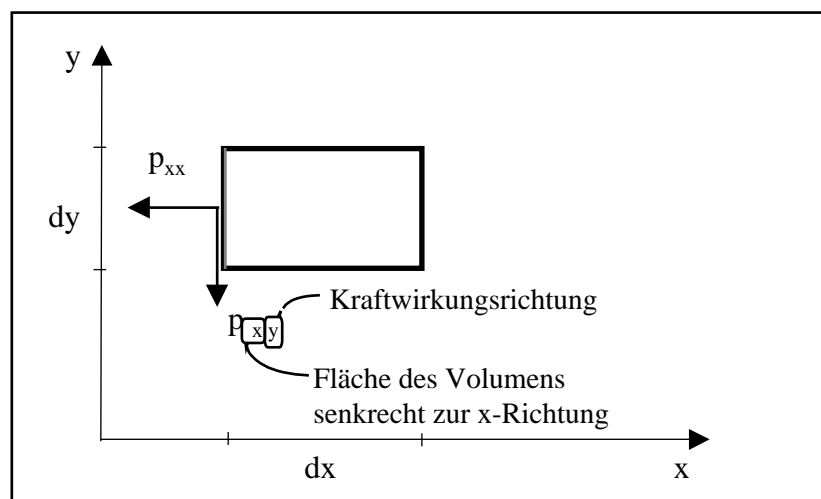 y
p_xx
dy
Kraftwirkungsrichtung
p_xy
Fläche des Volumens
senkrecht zur x-Richtung
dx
x